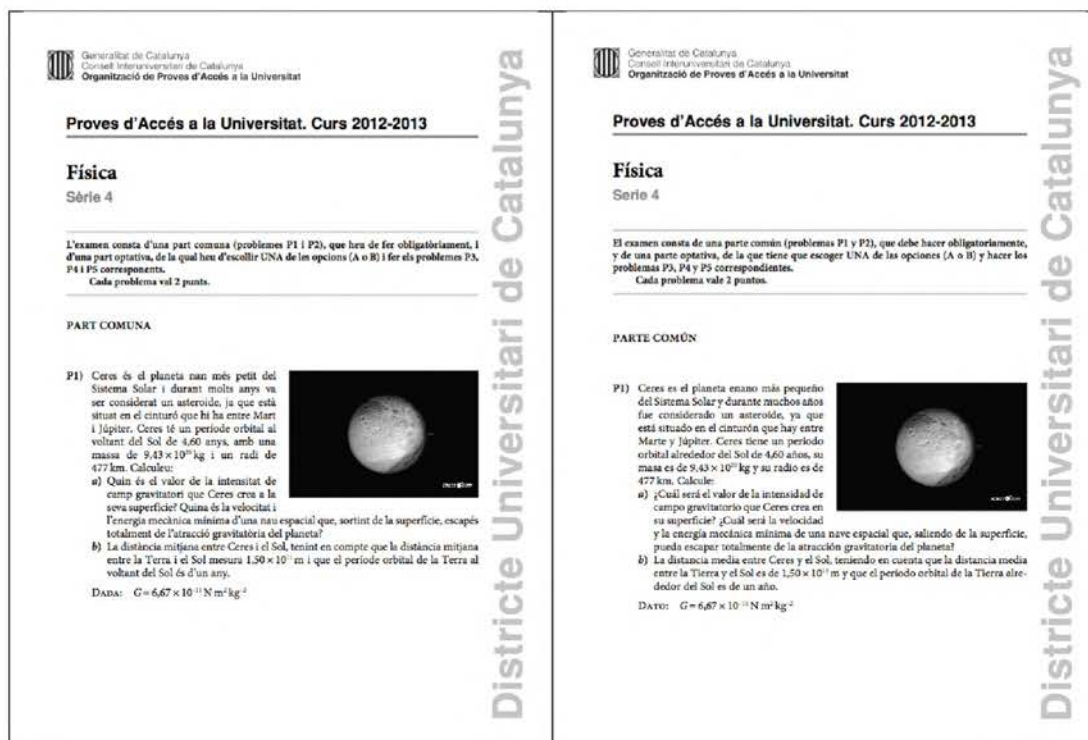 Generalitat de Catalunya
Consell Interuniversitari de Catalunya
Organització de Proves d'Accés a la Universitat
Proves d'Accés a la Universitat. Curs 2012-2013
Física
Sèrie 4
L'examen consta d'una part comuna (problemes P1 i P2), que heu de fer obligatòriament, i
d'una part optativa, de la qual heu d'escollir UNA de les opcions (A o B) i fer els problemes P3,
P4 i P5 corresponents.
Cada problema val 2 punts.
PART COMUNA
P1) Ceres és el planeta nan més petit del
Sistema Solar i durant molts anys va
ser considerat un asteroide, ja que està
situat en el cinturó que hi ha entre Mart
i Júpiter. Ceres té un període orbital al
voltant del Sol de 4,60 anys, amb una
massa de 9,43 × 10²⁰ kg i un radi de
477 km. Calculeu:
a) Quin és el valor de la intensitat de
camp gravitatori que Ceres crea a la
seva superfície? Quina és la velocitat i
l'energia mecànica mínima d'una nau espacial que, sortint de la superfície, escapés
totalment de l'atracció gravitatòria del planeta?
b) La distància mitjana entre Ceres i el Sol, tenint en compte que la distància mitjana
entre la Terra i el Sol mesura 1,50 × 10¹¹ m i que el període orbital de la Terra al
voltant del Sol és d'un any.
DADA: G = 6,67 × 10⁻¹¹ N m² kg⁻²
Districte Universitari de Catalunya
Generalitat de Catalunya
Consell Interuniversitari de Catalunya
Organització de Proves d'Accés a la Universitat
Proves d'Accés a la Universitat. Curs 2012-2013
Física
Serie 4
El examen consta de una parte común (problemas P1 y P2), que debe hacer obligatoriamente,
y de una parte optativa, de la que tiene que escoger UNA de las opciones (A o B) y hacer los
problemas P3, P4 y P5 correspondientes.
Cada problema vale 2 puntos.
PARTE COMÚN
P1) Ceres es el planeta enano más pequeño
del Sistema Solar y durante muchos años
fue considerado un asteroide, ya que
está situado en el cinturón que hay entre
Marte y Júpiter. Ceres tiene un periodo
orbital alrededor del Sol de 4,60 años, su
masa es de 9,43 × 10²⁰ kg y su radio es de
477 km. Calcule:
a) ¿Cuál será el valor de la intensidad de
campo gravitatorio que Ceres crea en
su superficie? ¿Cuál será la velocidad
y la energía mecánica mínima de una nave espacial que, saliendo de la superficie,
pueda escapar totalmente de la atracción gravitatoria del planeta?
b) La distancia media entre Ceres y el Sol, teniendo en cuenta que la distancia media
entre la Tierra y el Sol es de 1,50 × 10¹¹ m y que el periodo orbital de la Tierra alre-
dedor del Sol es de un año.
DATO: G = 6,67 × 10⁻¹¹ N m² kg⁻²
Districte Universitari de Catalunya